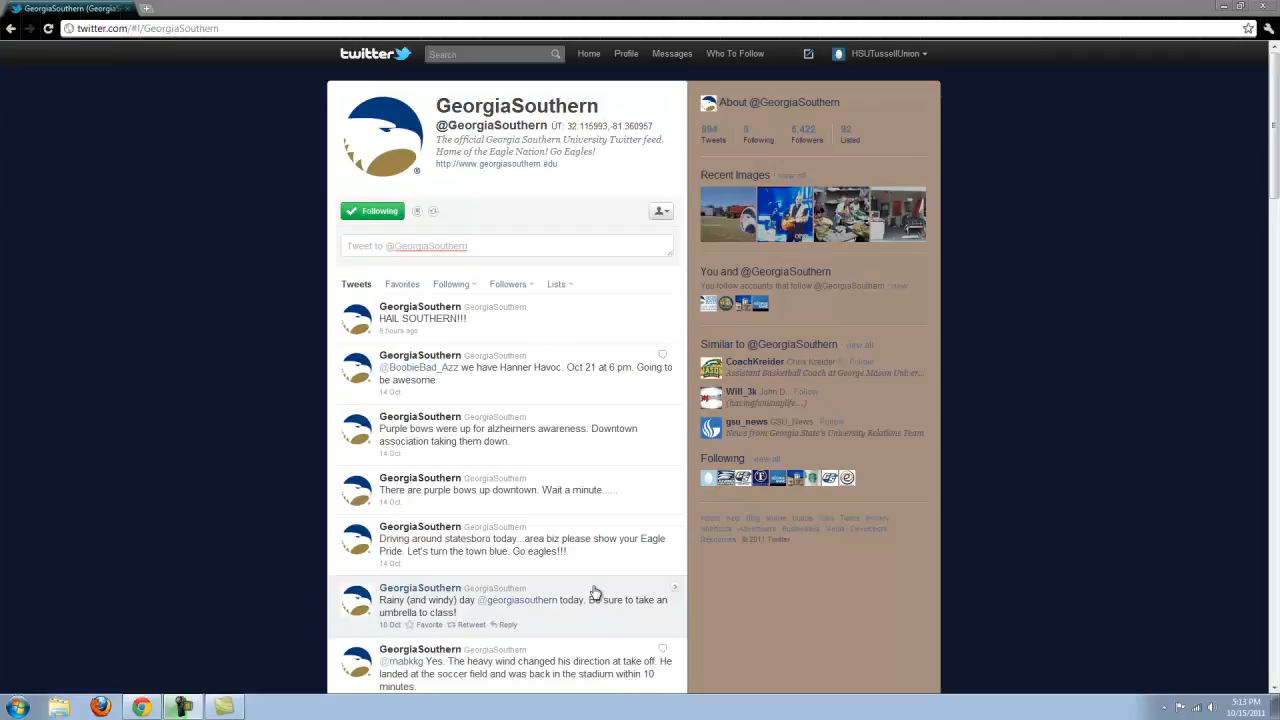 GeorgiaSouthern (GeorgiaS
twitter.com/#!/GeorgiaSouthern
twitter
Search
Home Profile Messages Who To Follow
HSUTussellUnion
GeorgiaSouthern
@GeorgiaSouthern ÜT: 32.115993,-81.360957
The official Georgia Southern University Twitter feed.
Home of the Eagle Nation! Go Eagles!
http://www.georgiasouthern.edu
Following
Tweet to @GeorgiaSouthern
Tweets Favorites Following Followers Lists
GeorgiaSouthern GeorgiaSouthern
HAIL SOUTHERN!!!
6 hours ago
GeorgiaSouthern GeorgiaSouthern
@BoobieBad_Azz we have Hanner Havoc. Oct 21 at 6 pm. Going to
be awesome.
14 Oct
GeorgiaSouthern GeorgiaSouthern
Purple bows were up for alzheimers awareness. Downtown
association taking them down.
14 Oct
GeorgiaSouthern GeorgiaSouthern
There are purple bows up downtown. Wait a minute......
14 Oct
GeorgiaSouthern GeorgiaSouthern
Driving around statesboro today...area biz please show your Eagle
Pride. Let's turn the town blue. Go eagles!!!
14 Oct
GeorgiaSouthern GeorgiaSouthern
Rainy (and windy) day @georgiasouthern today. Be sure to take an
umbrella to class!
10 Oct Favorite Retweet Reply
GeorgiaSouthern GeorgiaSouthern
@mabkkg Yes. The heavy wind changed his direction at take off. He
landed at the soccer field and was back in the stadium within 10
minutes.
About @GeorgiaSouthern
994 Following 6,422 92
Tweets Followers Listed
Recent Images · view all
You and @GeorgiaSouthern
You follow accounts that follow @GeorgiaSouthern · view
Similar to @GeorgiaSouthern · view all
CoachKreider Chris Kreider · Follow
Assistant Basketball Coach at George Mason Univer...
Will_3k John D. · Follow
(havingfuninmylife...)
gsu_news GSU_News · Follow
News from Georgia State's University Relations Team
Following · view all
About Help Blog Status Terms Privacy
Advertisers Businesses Media Developers
Resources © 2011 Twitter
5:13 PM
10/15/2011